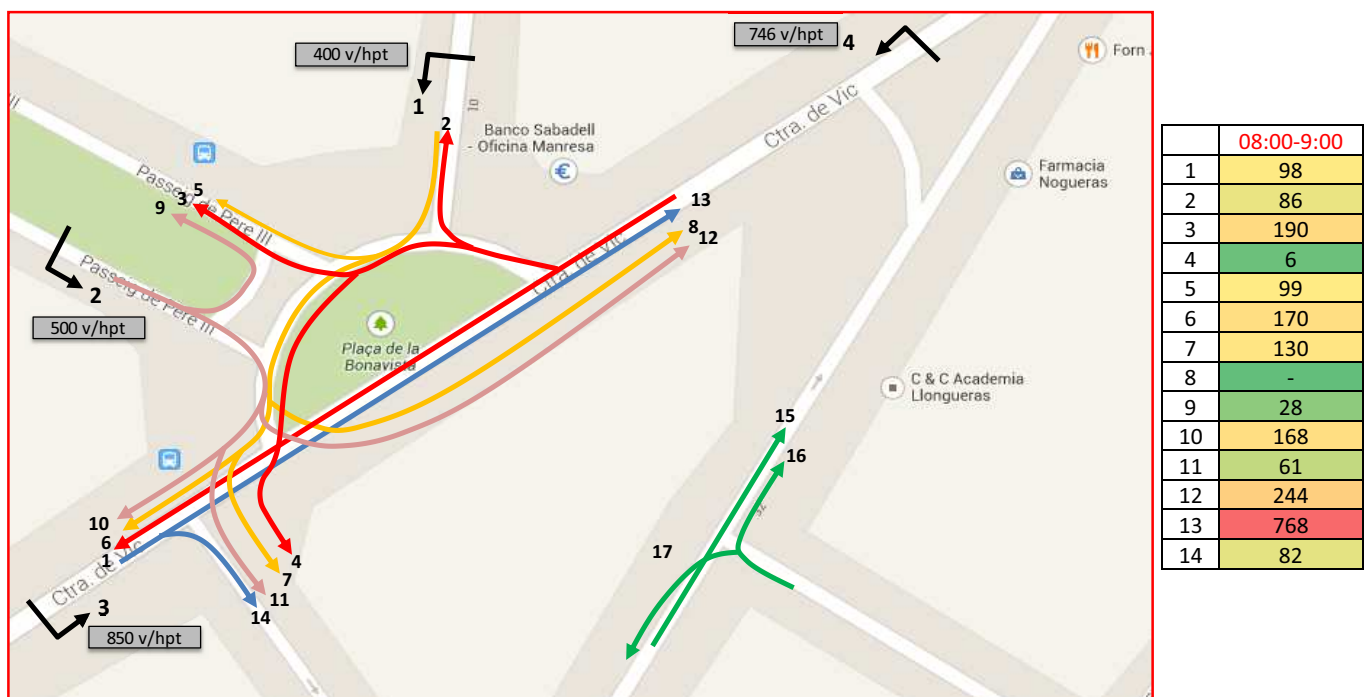 400 v/hpt
746 v/hpt
4
Forn
1
10
2
Banco Sabadell
- Oficina Manresa
Ctra. de Vic
Farmacia
Nogueras
Passeig de Pere III
5
3
9
13
8
12
Ctra. de Vic
Passeig de Pere III
2
500 v/hpt
Plaça de la
Bonavista
C & C Academia
Llongueras
15
16
32
17
10
6
1
4
7
11
14
Ctra. de Vic
3
850 v/hpt
08:00-9:00
1 98
2 86
3 190
4 6
5 99
6 170
7 130
8 -
9 28
10 168
11 61
12 244
13 768
14 82